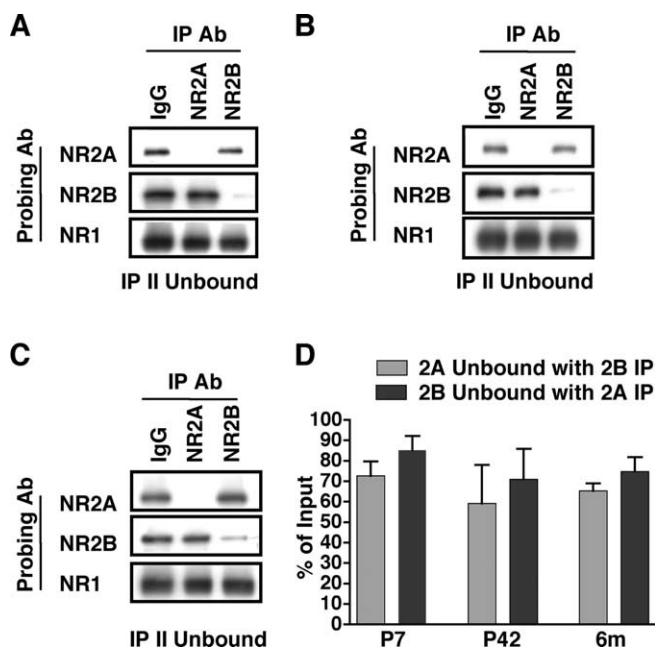 A
IP Ab
IgG NR2A NR2B
Probing Ab
NR2A
NR2B
NR1
IP II Unbound
B
IP Ab
IgG NR2A NR2B
Probing Ab
NR2A
NR2B
NR1
IP II Unbound
C
IP Ab
IgG NR2A NR2B
Probing Ab
NR2A
NR2B
NR1
IP II Unbound
D
2A Unbound with 2B IP
2B Unbound with 2A IP
% of Input
100
90
80
70
60
50
40
30
20
10
0
P7 P42 6m